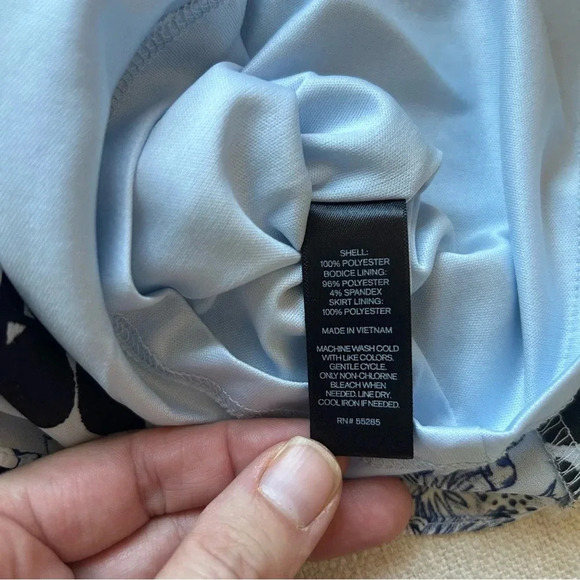 SHELL:
100% POLYESTER
BODICE LINING:
96% POLYESTER
4% SPANDEX
SKIRT LINING:
100% POLYESTER
MADE IN VIETNAM
MACHINE WASH COLD
WITH LIKE COLORS.
GENTLE CYCLE.
ONLY NON-CHLORINE
BLEACH WHEN
NEEDED. LINE DRY.
COOL IRON IF NEEDED.
RN# 55285